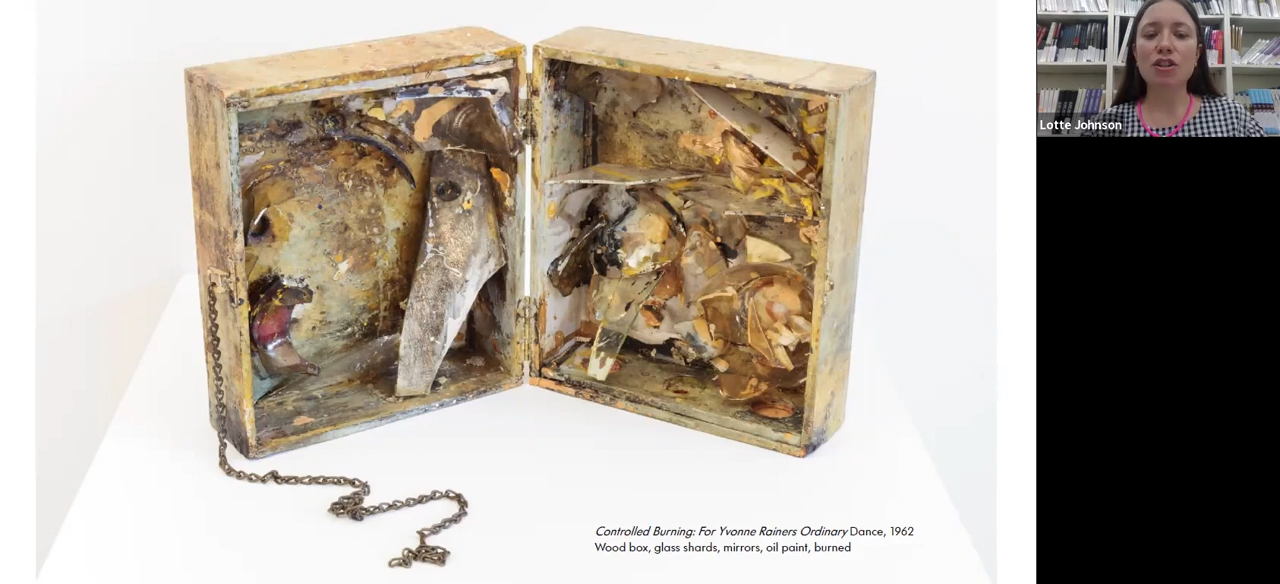 Lotte Johnson
Controlled Burning: For Yvonne Rainers Ordinary Dance, 1962
Wood box, glass shards, mirrors, oil paint, burned